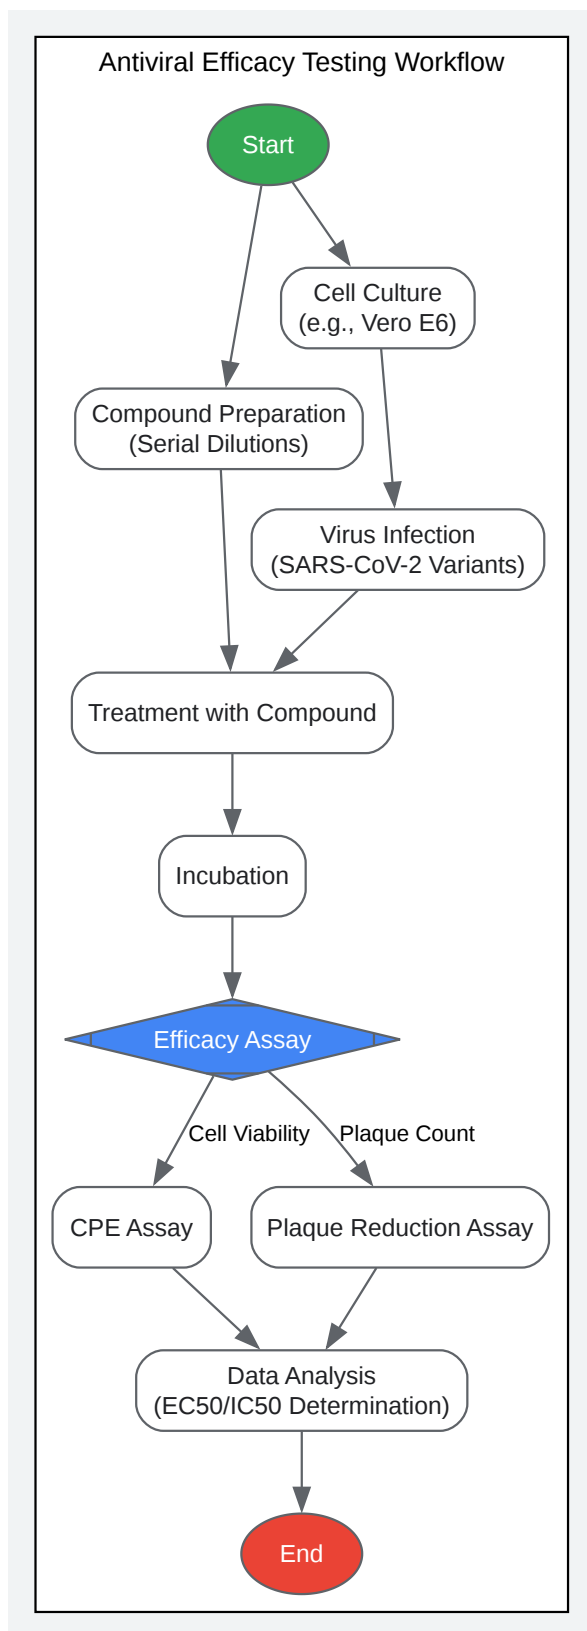 Antiviral Efficacy Testing Workflow
Start
Cell Culture
(e.g., Vero E6)
Compound Preparation
(Serial Dilutions)
Virus Infection
(SARS-CoV-2 Variants)
Treatment with Compound
Incubation
Efficacy Assay
Cell Viability
Plaque Count
CPE Assay
Plaque Reduction Assay
Data Analysis
(EC50/IC50 Determination)
End